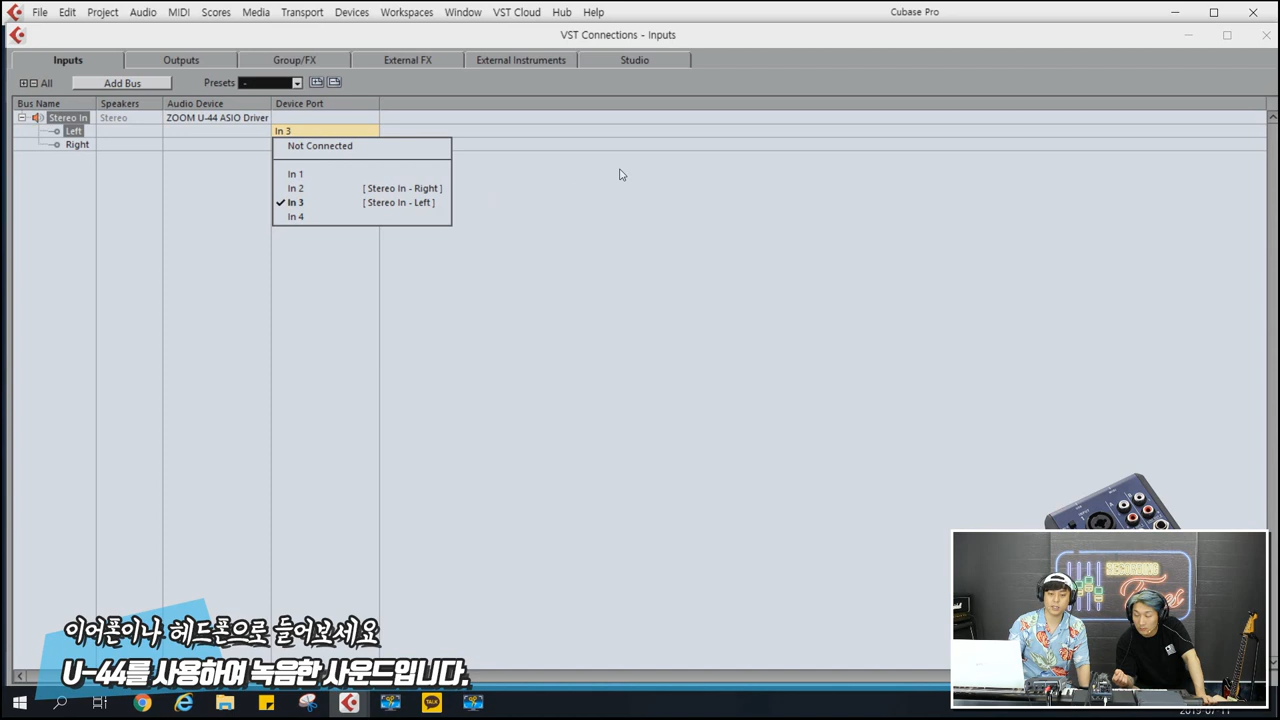 File Edit Project Audio MIDI Scores Media Transport Devices Workspaces Window VST Cloud Hub Help Cubase Pro
VST Connections - Inputs
Inputs Outputs Group/FX External FX External Instruments Studio
All Add Bus Presets -
Bus Name Speakers Audio Device Device Port
Stereo In Stereo ZOOM U-44 ASIO Driver
Left In 3
Right
Not Connected
In 1
In 2 [ Stereo In - Right ]
In 3 [ Stereo In - Left ]
In 4
RECORDING
이어폰이나 헤드폰으로 들어보세요
U-44를 사용하여 녹음한 사운드입니다.
TALK
2019-07-11